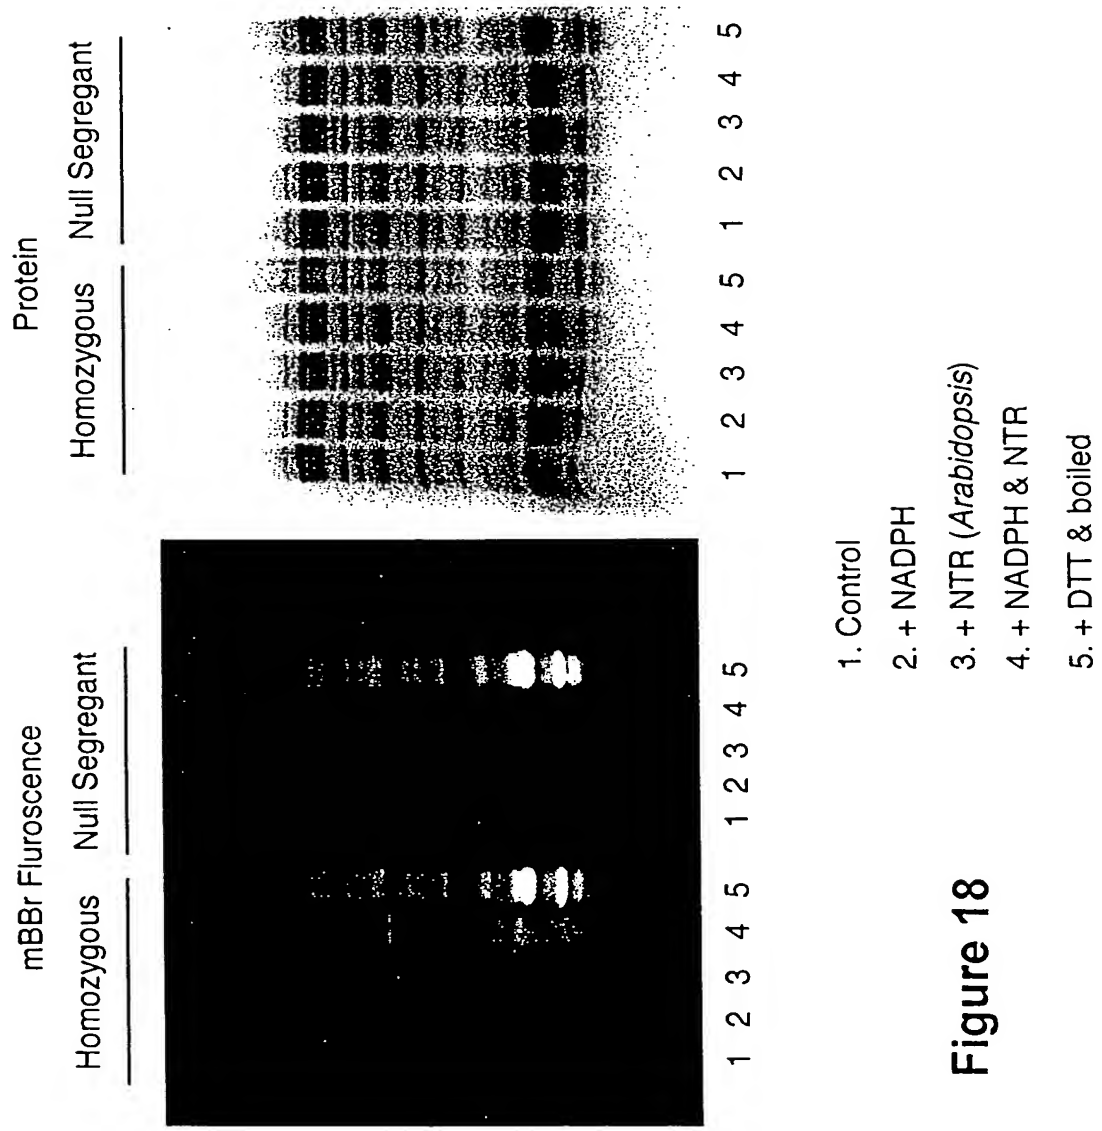 mBBr Fluroscence
Homozygous
Null Segregant
1 2 3 4 5 1 2 3 4 5
Protein
Homozygous
Null Segregant
1 2 3 4 5 1 2 3 4 5
1. Control
2. + NADPH
3. + NTR (Arabidopsis)
4. + NADPH & NTR
5. + DTT & boiled
Figure 18